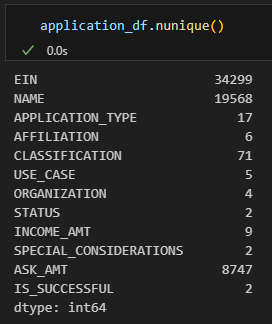 application_df.nunique()
✓ 0.0s
EIN 34299
NAME 19568
APPLICATION_TYPE 17
AFFILIATION 6
CLASSIFICATION 71
USE_CASE 5
ORGANIZATION 4
STATUS 2
INCOME_AMT 9
SPECIAL_CONSIDERATIONS 2
ASK_AMT 8747
IS_SUCCESSFUL 2
dtype: int64